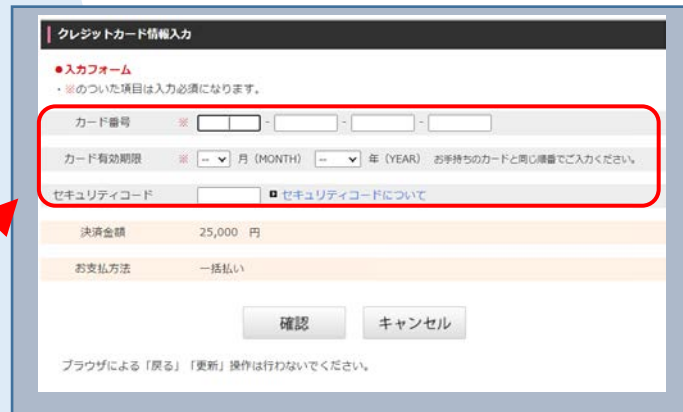 クレジットカード情報入力
●入力フォーム
・※のついた項目は入力必須になります。
カード番号 ※ - - -
カード有効期限 ※ -- 月 (MONTH) -- 年 (YEAR) お手持ちのカードと同じ順番でご入力ください。
セキュリティコード セキュリティコードについて
決済金額 25,000 円
お支払方法 一括払い
確認 キャンセル
ブラウザによる「戻る」「更新」操作は行わないでください。